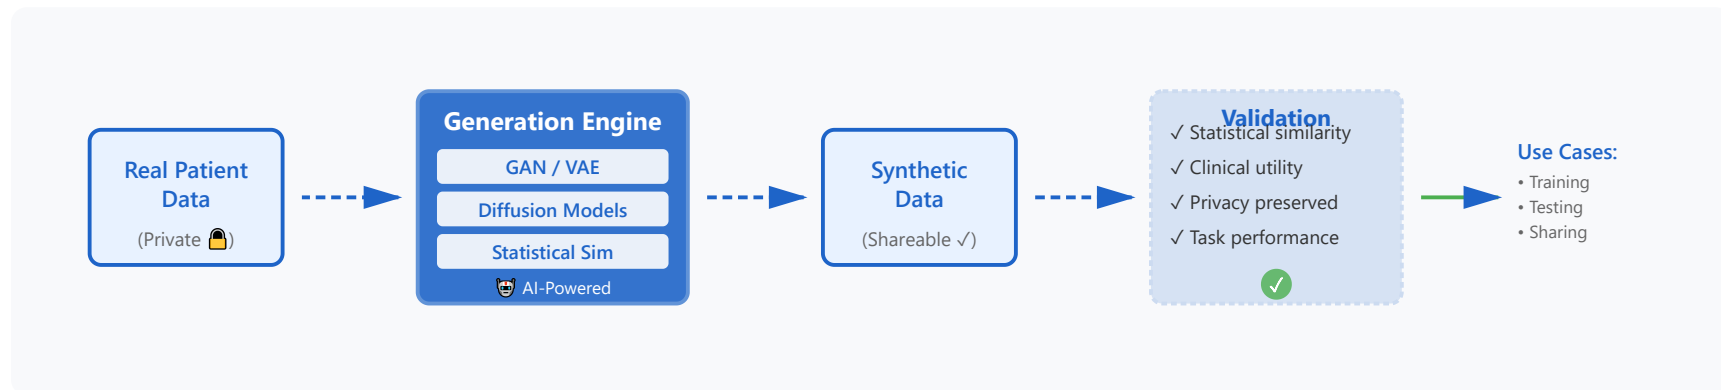 Real Patient
Data
(Private 🔒)
Generation Engine
GAN / VAE
Diffusion Models
Statistical Sim
🤖 AI-Powered
Synthetic
Data
(Shareable ✓)
Validation
✓ Statistical similarity
✓ Clinical utility
✓ Privacy preserved
✓ Task performance
✓
Use Cases:
• Training
• Testing
• Sharing